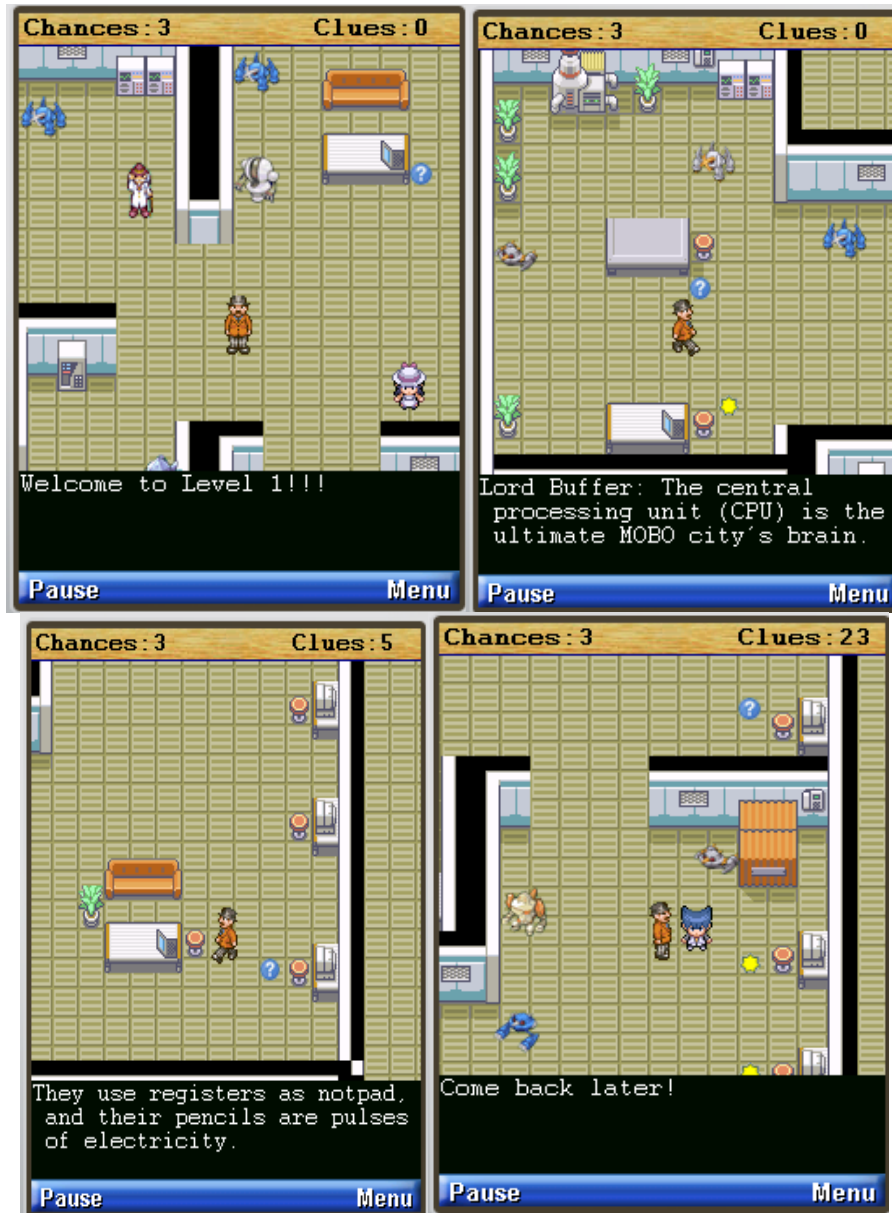 Chances:3 Clues:0
Welcome to Level 1!!!
Pause Menu
Chances:3 Clues:0
Lord Buffer: The central
processing unit (CPU) is the
ultimate MOBO city´s brain.
Pause Menu
Chances:3 Clues:5
They use registers as notpad,
and their pencils are pulses
of electricity.
Pause Menu
Chances:3 Clues:23
Come back later!
Pause Menu